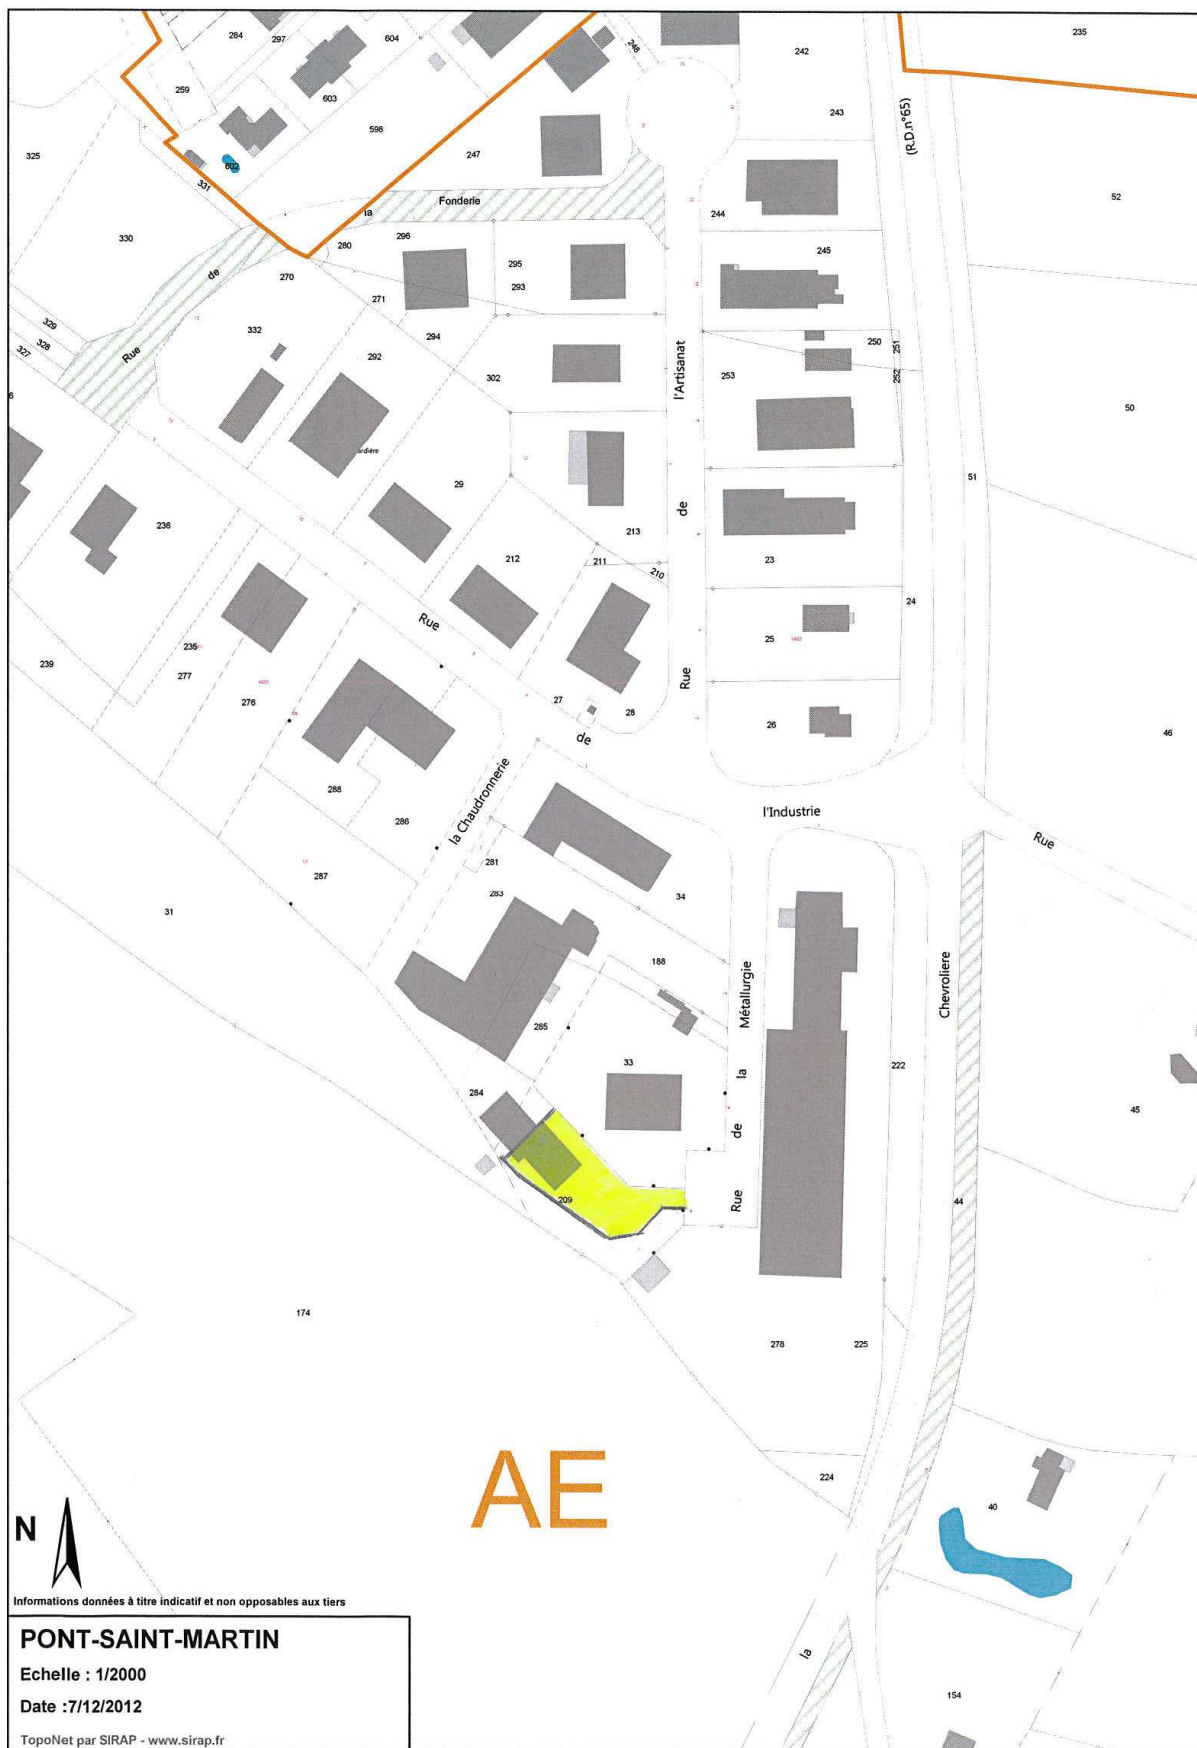 284
297
604
248
242
235
259
603
243
(R.D.n°65)
598
325
602
247
331
52
Fonderie
la
244
296
280
330
245
295
de
270
293
271
329
294
332
250
251
328
Rue
292
327
l'Artisanat
302
253
252
6
50
ardière
51
29
236
de
213
23
212
211
210
24
Rue
25
235
239
277
Rue
276
27
28
26
46
de
288
l'Industrie
286
la Chaudronnerie
Rue
281
287
283
34
31
188
Métallurgie
Chevroliere
285
33
la
222
284
45
de
209
Rue
44
174
278
225
AE
224
40
N
Informations données à titre indicatif et non opposables aux tiers
PONT-SAINT-MARTIN
Echelle : 1/2000
Date :7/12/2012
TopoNet par SIRAP - www.sirap.fr
la
154